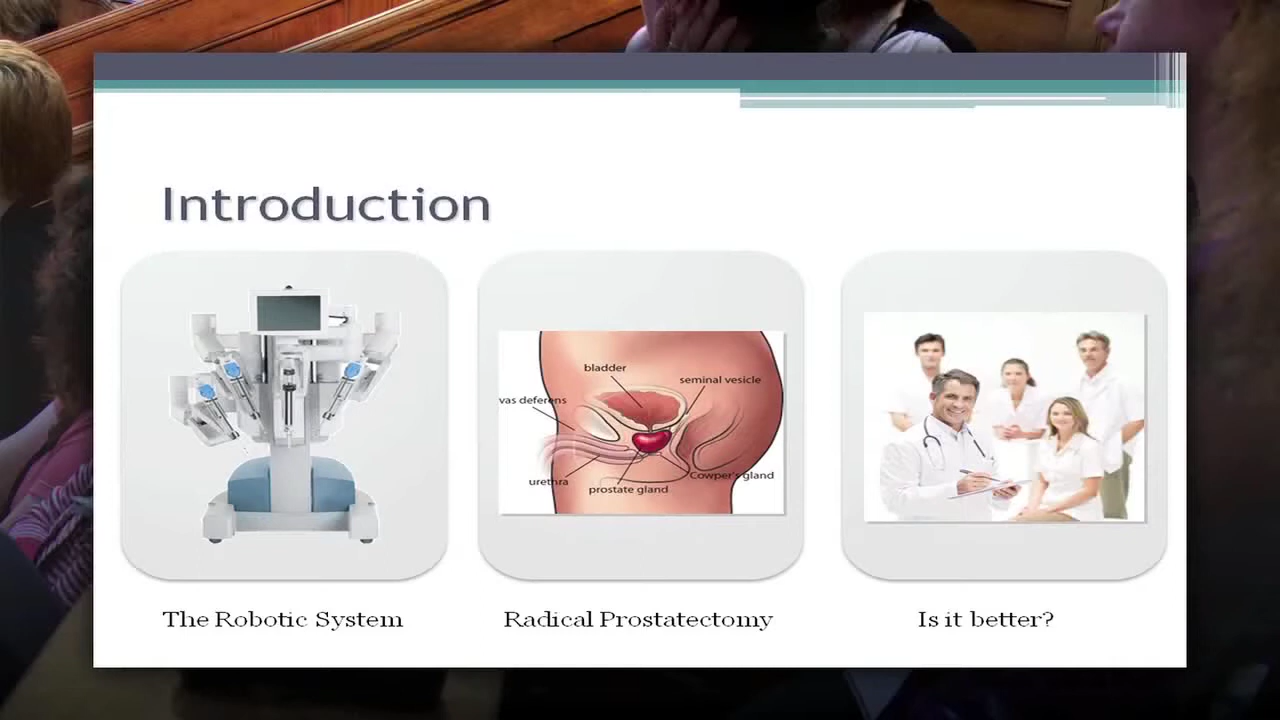 Introduction
bladder
seminal vesicle
vas deferens
urethra
Cowper's gland
prostate gland
The Robotic System
Radical Prostatectomy
Is it better?